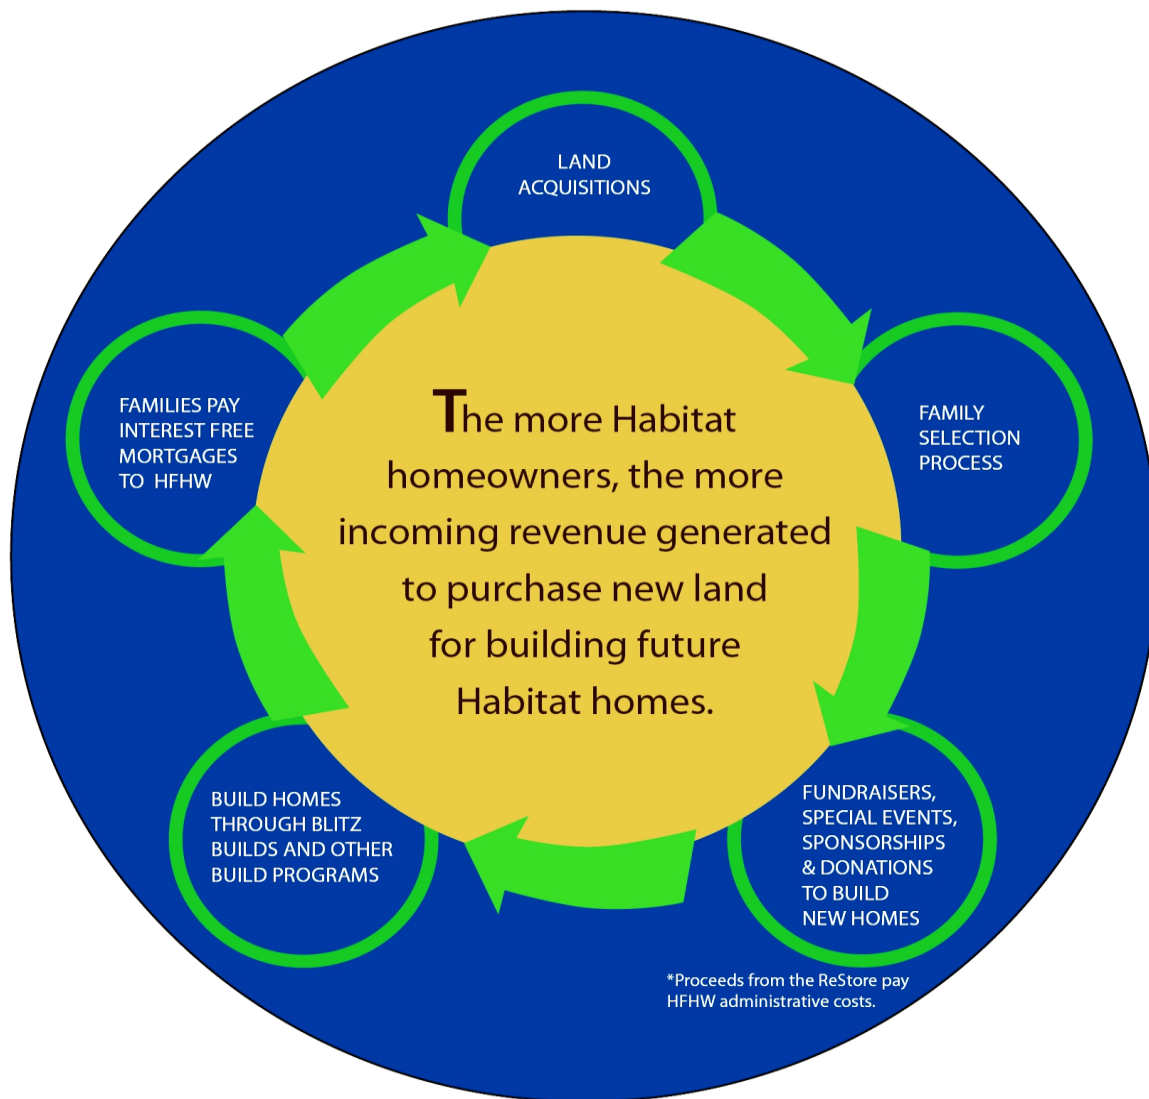 LAND
ACQUISITIONS
FAMILY
SELECTION
PROCESS
FUNDRAISERS,
SPECIAL EVENTS,
SPONSORSHIPS
& DONATIONS
TO BUILD
NEW HOMES
*Proceeds from the ReStore pay
HFHW administrative costs.
BUILD HOMES
THROUGH BLITZ
BUILDS AND OTHER
BUILD PROGRAMS
FAMILIES PAY
INTEREST FREE
MORTGAGES
TO HFHW
The more Habitat
homeowners, the more
incoming revenue generated
to purchase new land
for building future
Habitat homes.